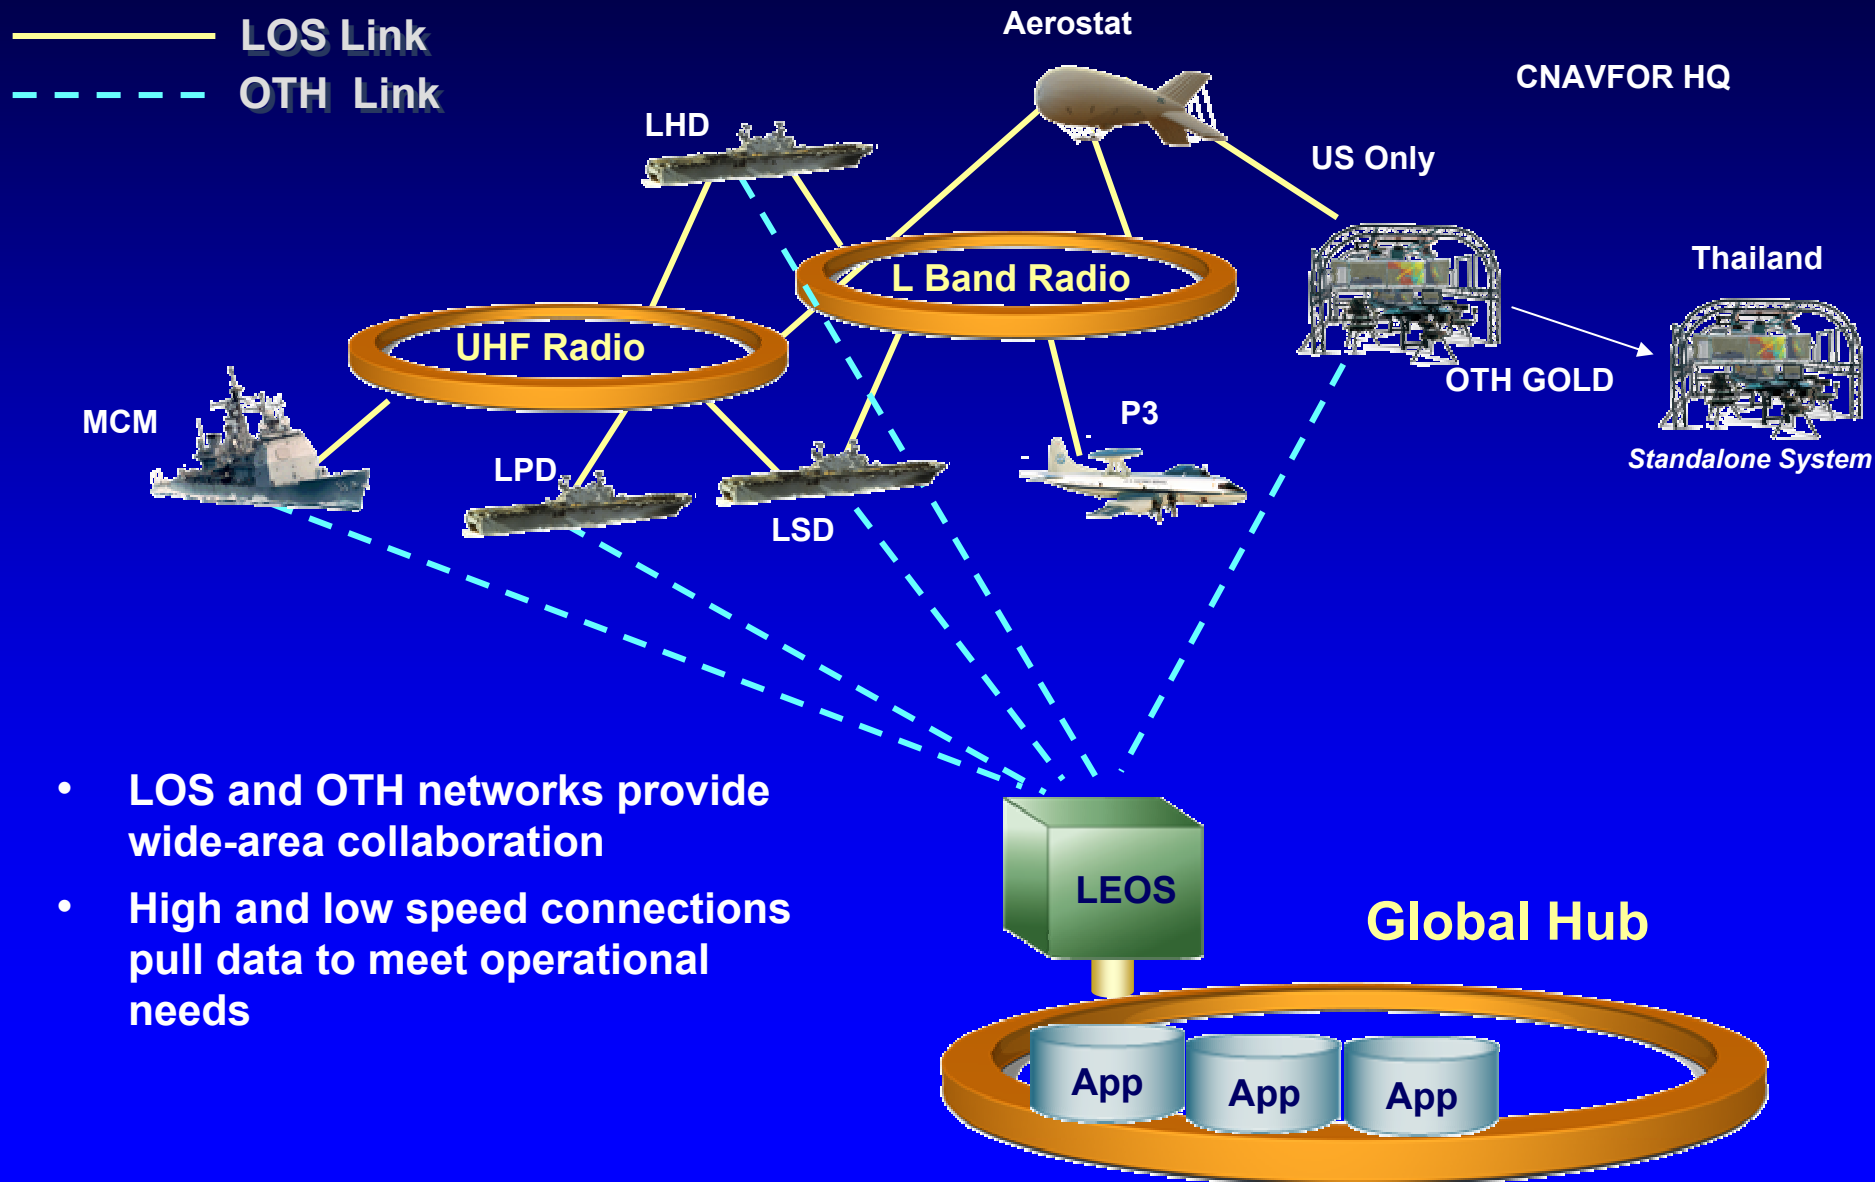 LOS Link
OTH Link
Aerostat
CNAVFOR HQ
LHD
US Only
Thailand
L Band Radio
UHF Radio
OTH GOLD
MCM
P3
LPD
Standalone System
LSD
• LOS and OTH networks provide
wide-area collaboration
• High and low speed connections
pull data to meet operational
needs
LEOS
Global Hub
App
App
App